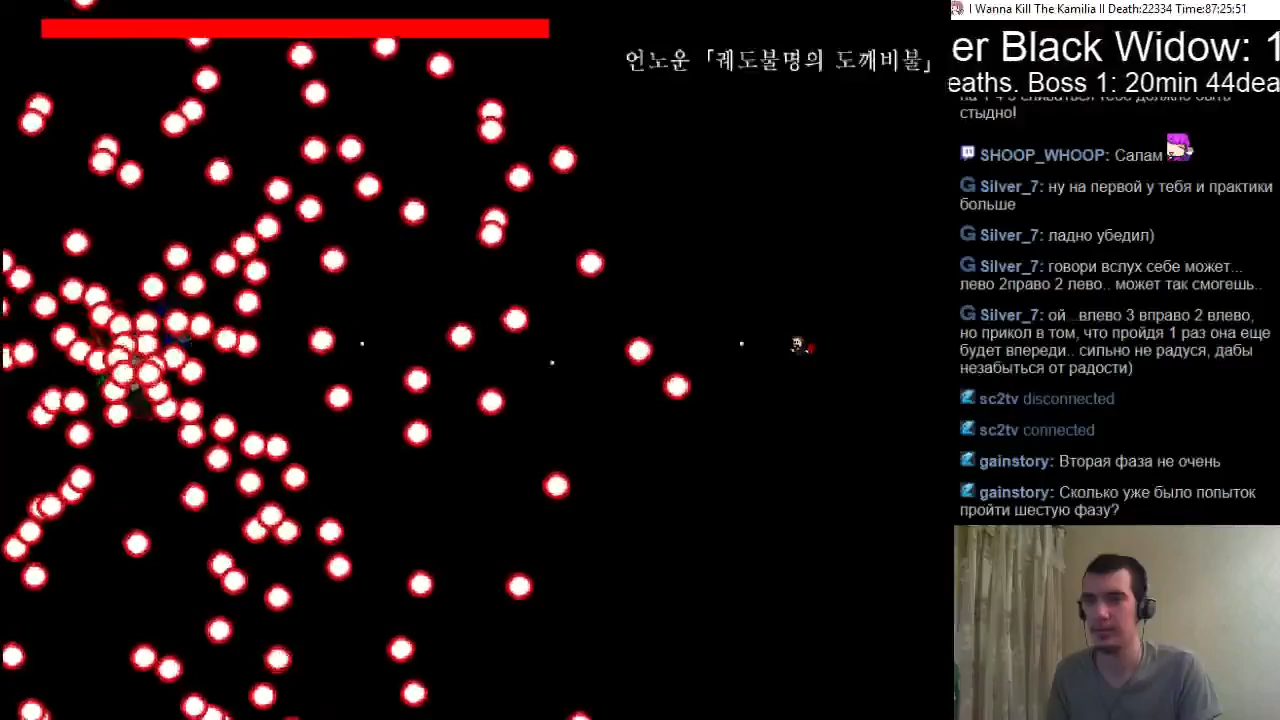 I Wanna Kill The Kamilia II Death:22334 Time:87:25:51
er Black Widow: 1
eaths. Boss 1: 20min 44dea
언노운「궤도불명의 도깨비불」
стыдно!
SHOOP_WHOOP: Салам
Silver_7: ну на первой у тебя и практики
больше
Silver_7: ладно убедил)
Silver_7: говори вслух себе может...
лево 2право 2 лево.. может так смогешь..
Silver_7: ой ..влево 3 вправо 2 влево,
но прикол в том, что пройдя 1 раз она еще
будет впереди.. сильно не радуся, дабы
незабыться от радости)
sc2tv disconnected
sc2tv connected
gainstory: Вторая фаза не очень
gainstory: Сколько уже было попыток
пройти шестую фазу?